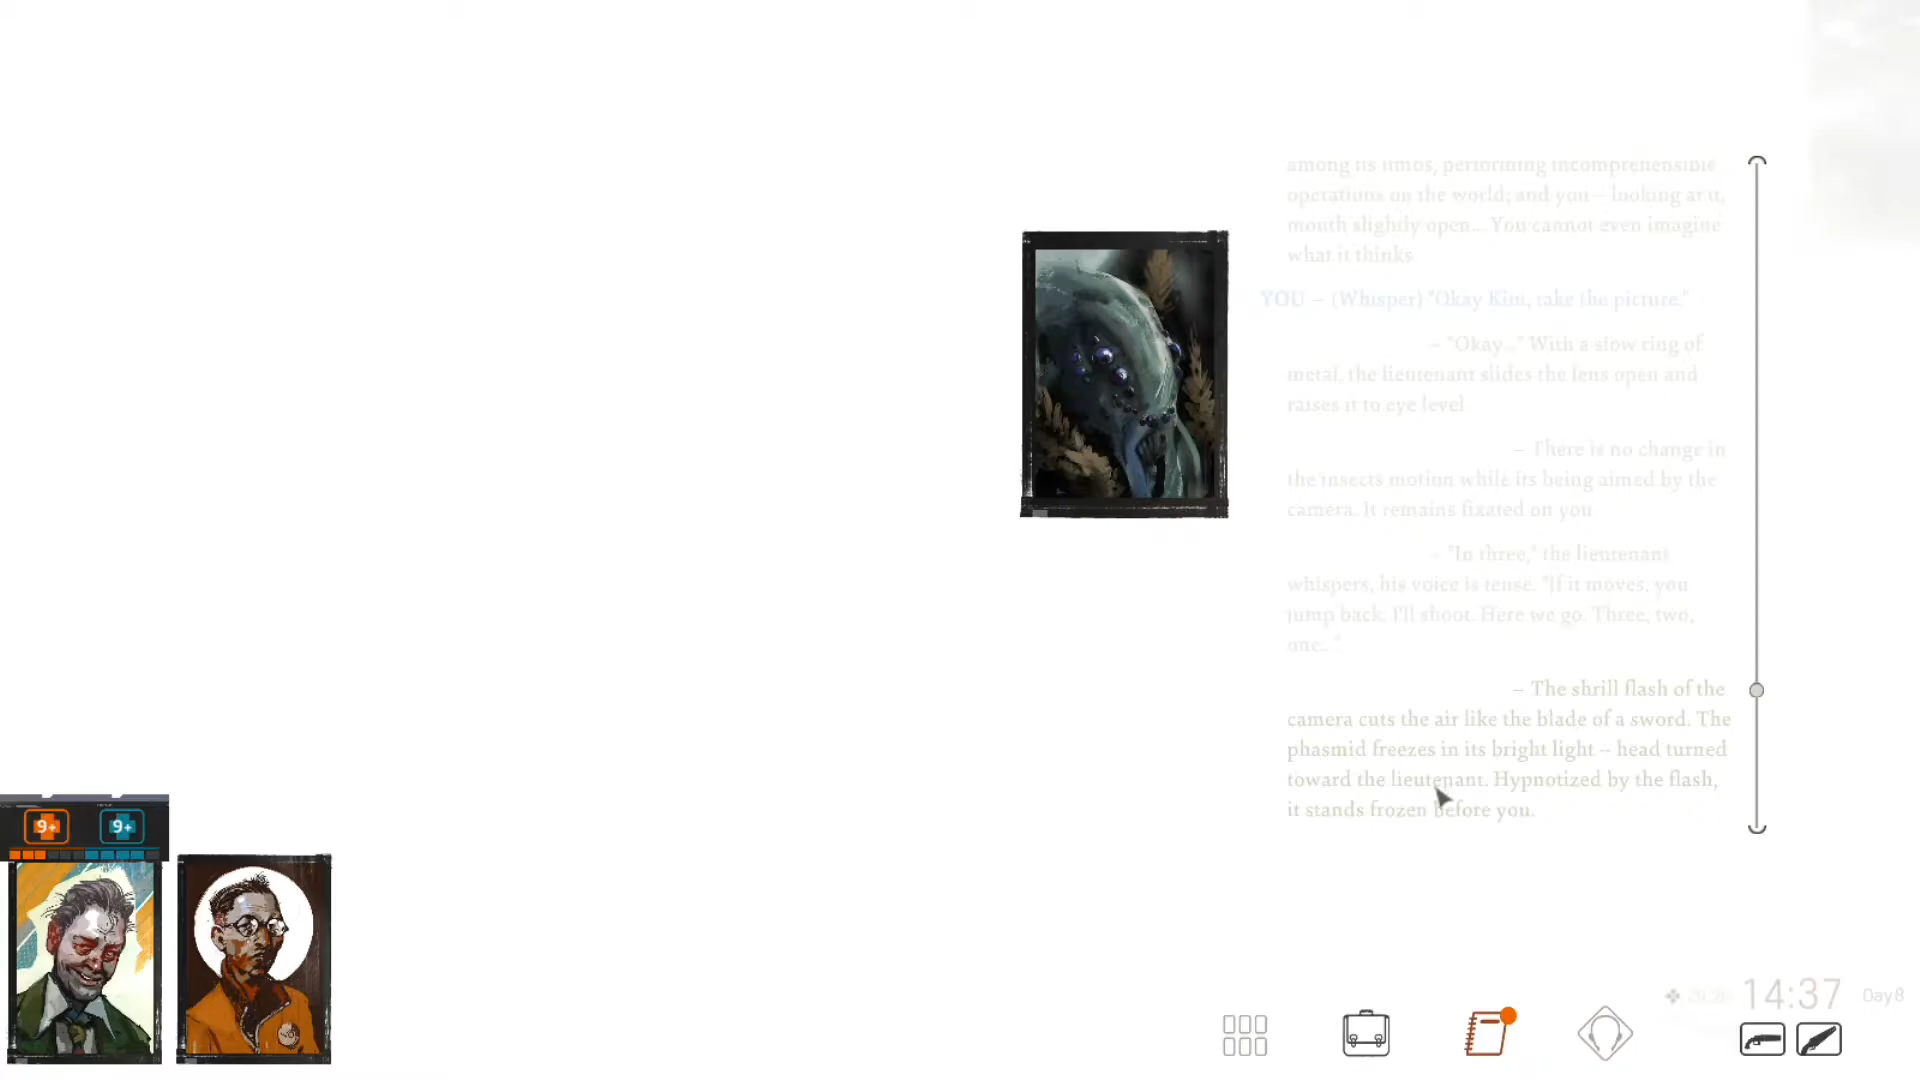 among its limbs, performing incomprehensible
operations on the world; and you – looking at it,
mouth slightly open... You cannot even imagine
what it thinks
YOU – (Whisper) "Okay Kim, take the picture."
– "Okay..." With a slow ring of
metal, the lieutenant slides the lens open and
raises it to eye level.
– There is no change in
the insects motion while its being aimed by the
camera. It remains fixated on you
– "In three," the lieutenant
whispers, his voice is tense. "If it moves, you
jump back. I'll shoot. Here we go. Three, two,
one..."
– The shrill flash of the
camera cuts the air like the blade of a sword. The
phasmid freezes in its bright light – head turned
toward the lieutenant. Hypnotized by the flash,
it stands frozen before you.
9+
9+
14:37
Day 8